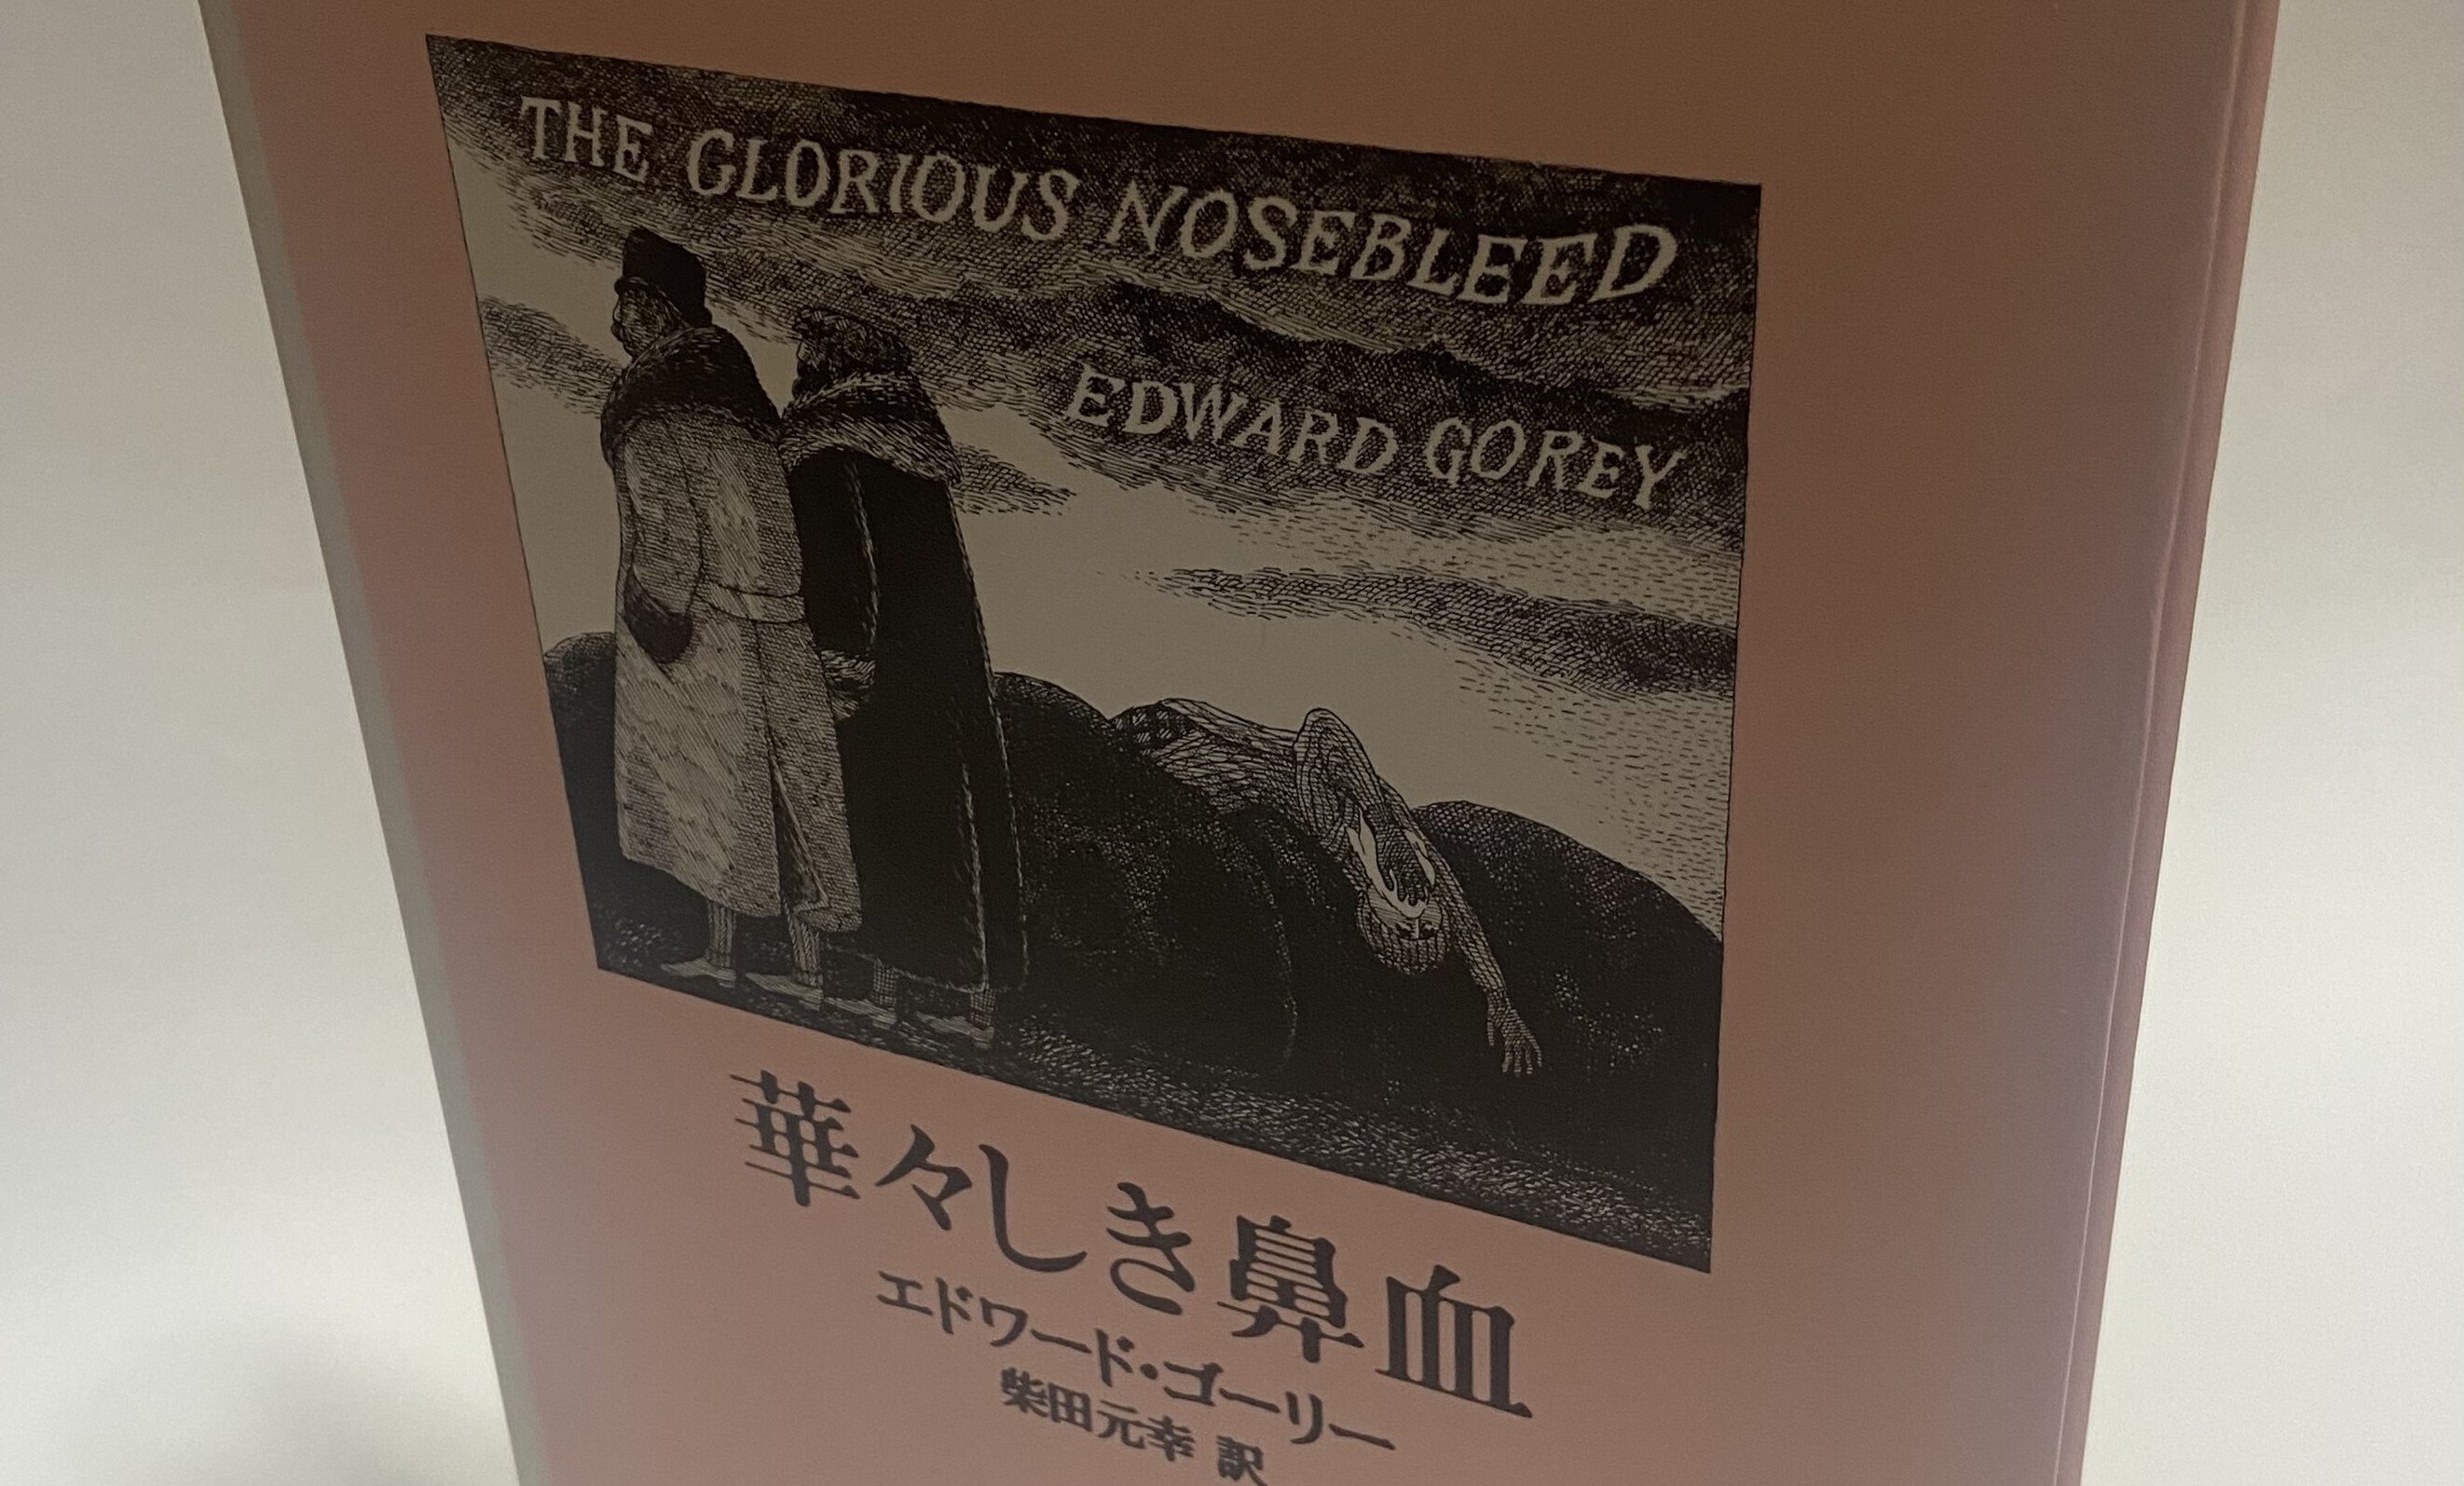 THE GLORIOUS NOSEBLEED
EDWARD GOREY
華々しき鼻血
エドワード・ゴーリー
柴田元幸 訳